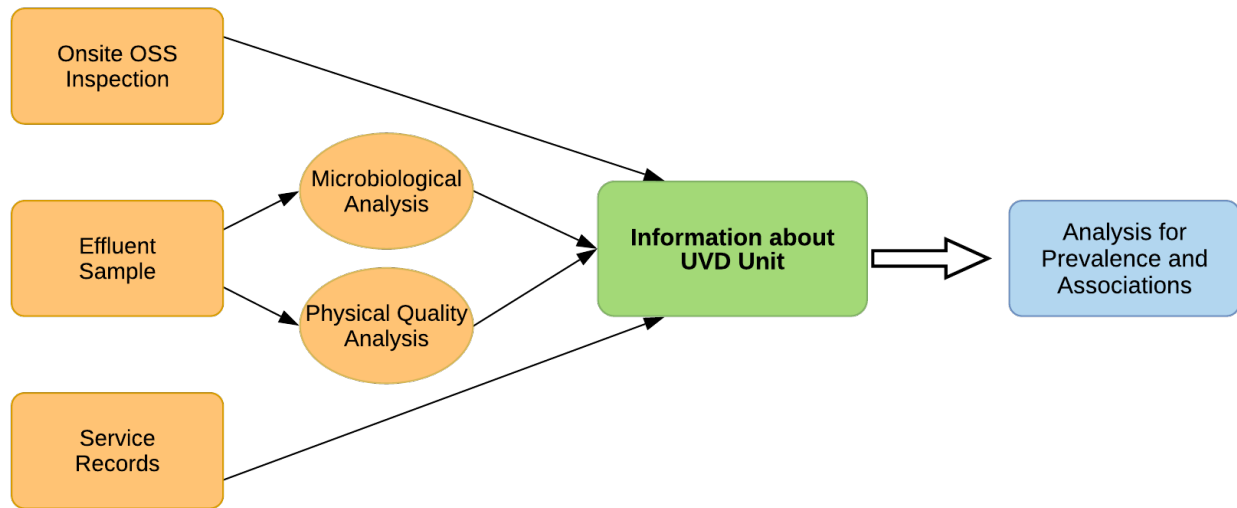 Onsite OSS
Inspection
Effluent
Sample
Service
Records
Microbiological
Analysis
Physical Quality
Analysis
Information about
UVD Unit
Analysis for
Prevalence and
Associations